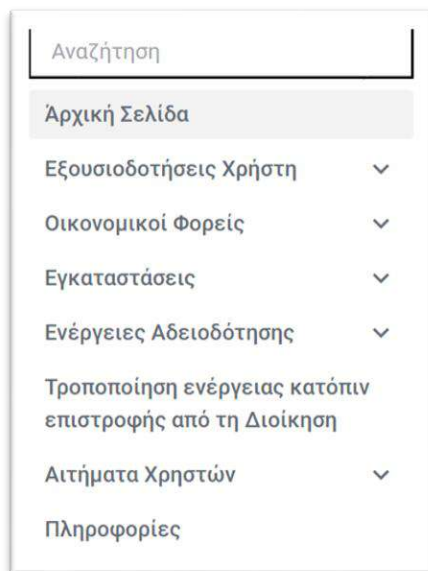 Αναζήτηση
Άρχική Σελίδα
Εξουσιοδοτήσεις Χρήστη
Οικονομικοί Φορείς
Εγκαταστάσεις
Ενέργειες Αδειοδότησης
Τροποποίηση ενέργειας κατόπιν
επιστροφής από τη Διοίκηση
Αιτήματα Χρηστών
Πληροφορίες